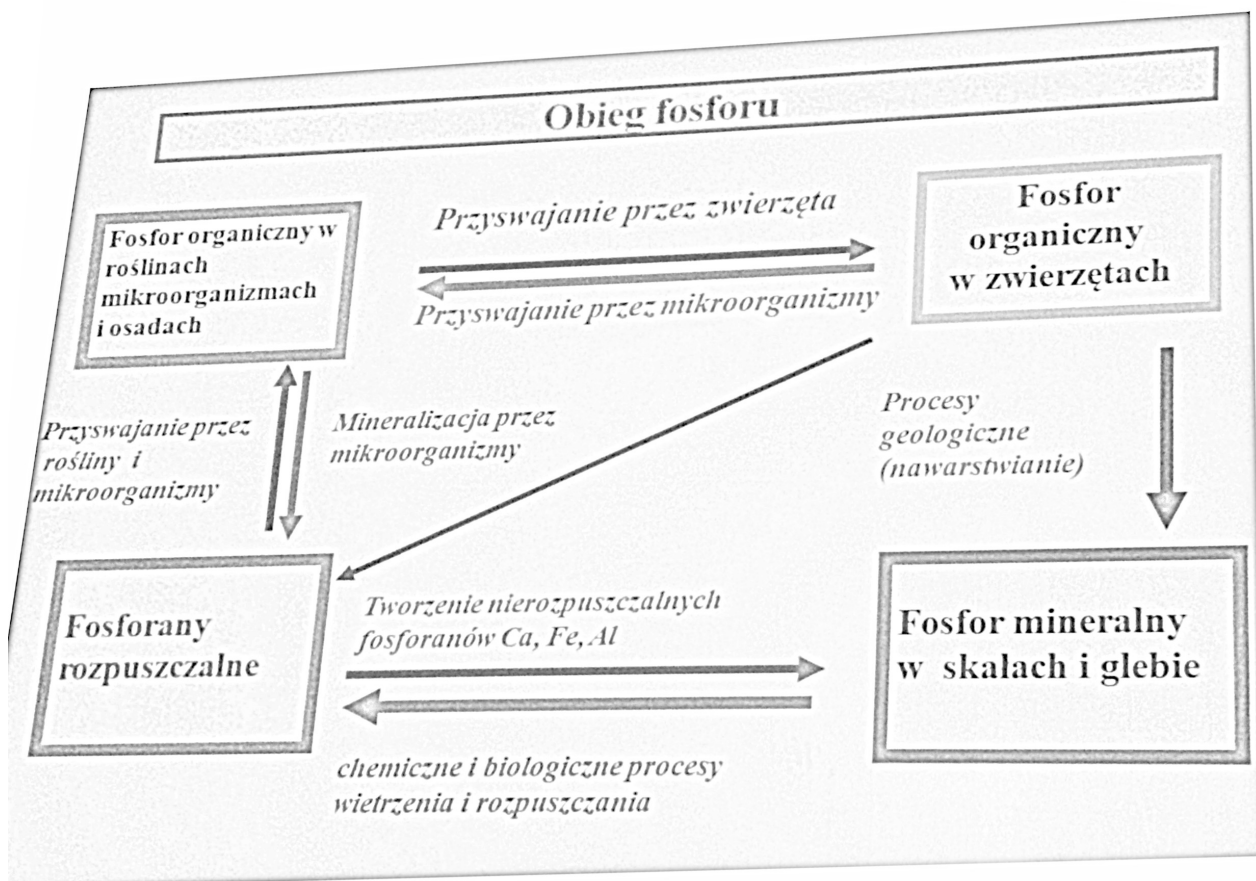 Obieg fosforu
Fosfor organiczny w
roślinach
mikroorganizmach
i osadach
Przyswajanie przez zwierzęta
Przyswajanie przez mikroorganizmy
Fosfor
organiczny
w zwierzętach
Przyswajanie przez
rośliny i
mikroorganizmy
Mineralizacja przez
mikroorganizmy
Procesy
geologiczne
(nawarstwianie)
Fosforany
rozpuszczalne
Tworzenie nierozpuszczalnych
fosforanów Ca, Fe, Al
Fosfor mineralny
w skałach i glebie
chemiczne i biologiczne procesy
wietrzenia i rozpuszczania